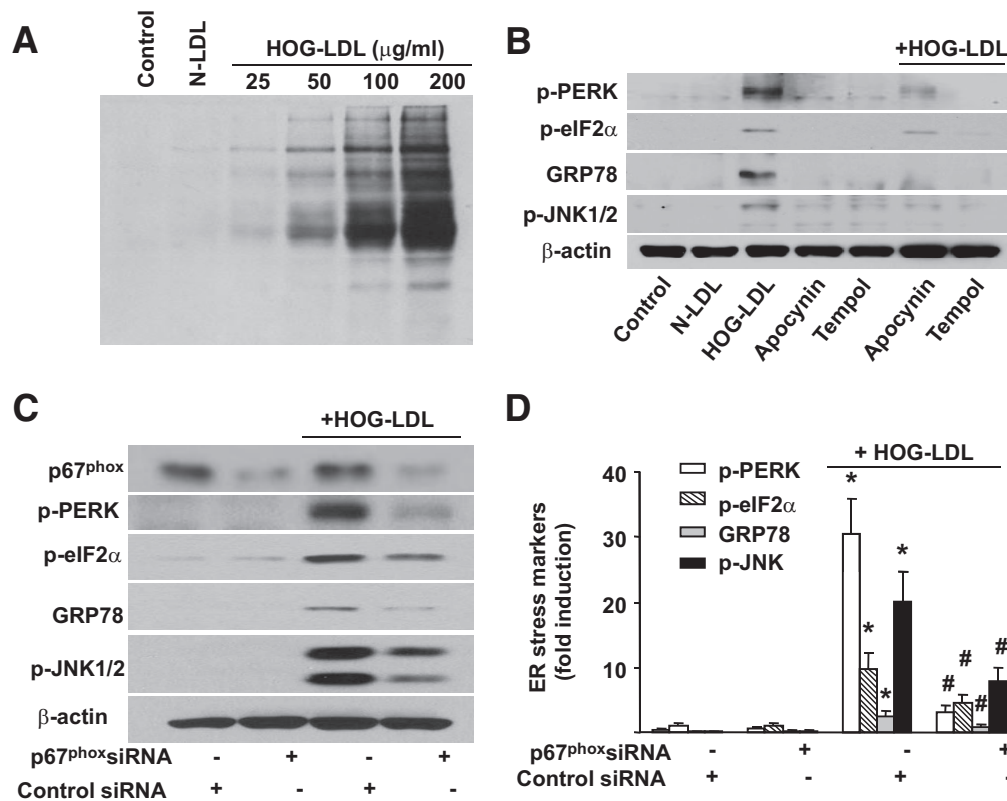 A
Control
N-LDL
HOG-LDL (μg/ml)
25 50 100 200
B
+HOG-LDL
p-PERK
p-eIF2α
GRP78
p-JNK1/2
β-actin
Control
N-LDL
HOG-LDL
Apocynin
Tempol
Apocynin
Tempol
C
+HOG-LDL
p67phox
p-PERK
p-eIF2α
GRP78
p-JNK1/2
β-actin
p67phoxsiRNA - + - +
Control siRNA + - + -
D
+ HOG-LDL
ER stress markers
(fold induction)
40
30
20
10
p-PERK
p-eIF2α
GRP78
p-JNK
* * * *
# # # #
p67phoxsiRNA - + - +
Control siRNA + - + -